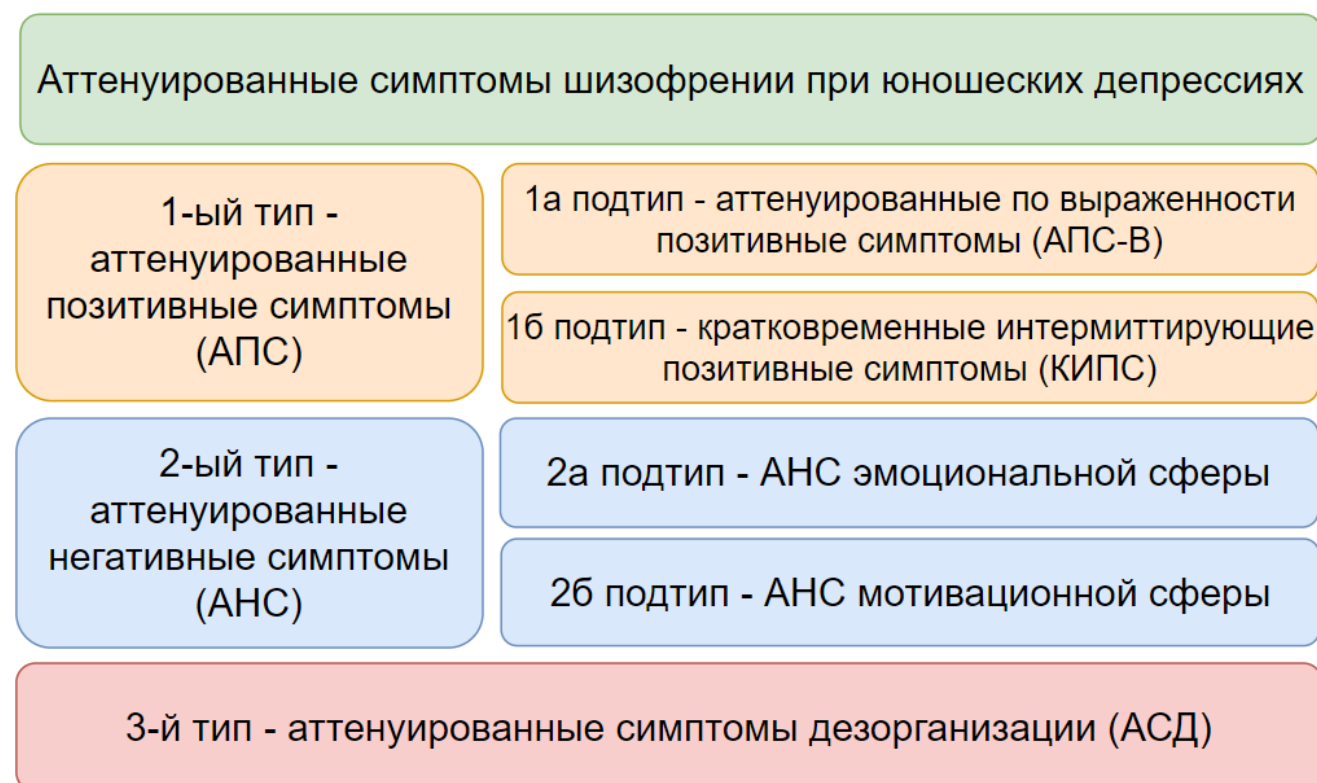 Аттенуированные симптомы шизофрении при юношеских депрессиях
1-ый тип -
аттенуированные
позитивные симптомы
(АПС)
1а подтип - аттенуированные по выраженности
позитивные симптомы (АПС-В)
1б подтип - кратковременные интермиттирующие
позитивные симптомы (КИПС)
2-ый тип -
аттенуированные
негативные симптомы
(АНС)
2а подтип - АНС эмоциональной сферы
2б подтип - АНС мотивационной сферы
3-й тип - аттенуированные симптомы дезорганизации (АСД)